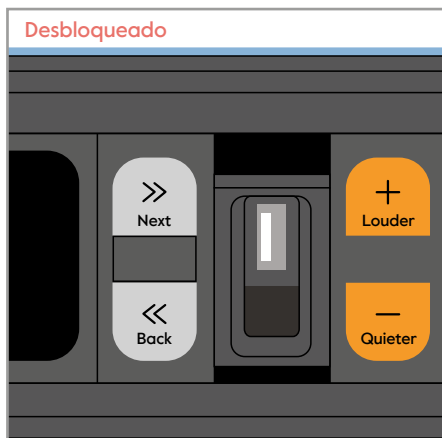 Desbloqueado
>>
Next
+
Louder
<<
Back
−
Quieter